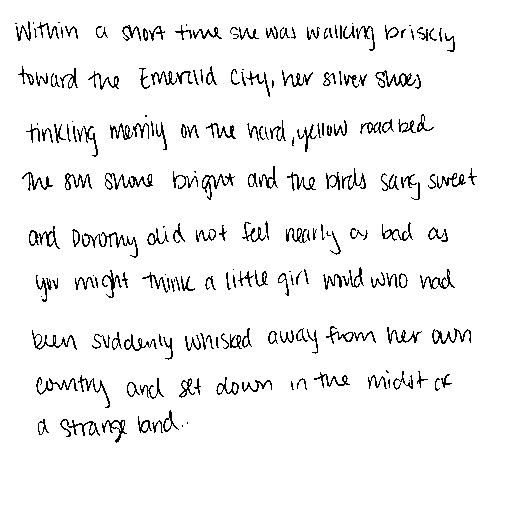 Within a short time she was walking briskly
toward the Emerald City, her silver shoes
tinkling merrily on the hard, yellow roadbed
The sun shone bright and the birds sang sweet
and Dorothy did not feel nearly as bad as
you might think a little girl would who had
been suddenly whisked away from her own
country and set down in the midst of
a strange land..